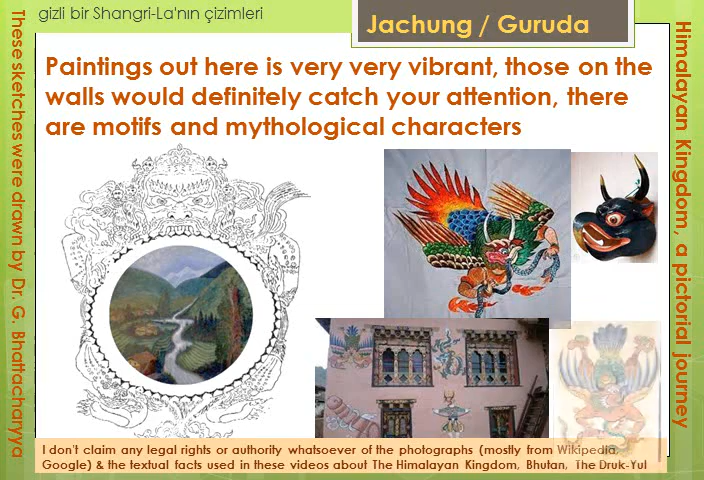 gizli bir Shangri-La'nın çizimleri
Jachung / Guruda
Paintings out here is very very vibrant, those on the
walls would definitely catch your attention, there
are motifs and mythological characters
These sketches were drawn by Dr. G. Bhattacharyya
Himalayan Kingdom, a pictorial journey
I don't claim any legal rights or authority whatsoever of the photographs (mostly from Wikipedia,
Google) & the textual facts used in these videos about The Himalayan Kingdom, Bhutan, The Druk-Yul